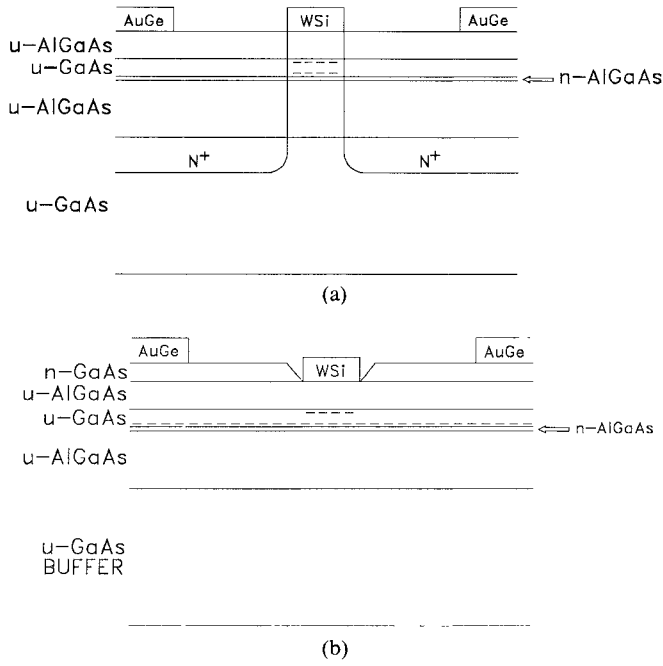 AuGe WSi AuGe
u-AlGaAs
u-GaAs
n-AlGaAs
u-AlGaAs
N+ N+
u-GaAs
(a)
AuGe AuGe
n-GaAs WSi
u-AlGaAs
u-GaAs
n-AlGaAs
u-AlGaAs
u-GaAs
BUFFER
(b)